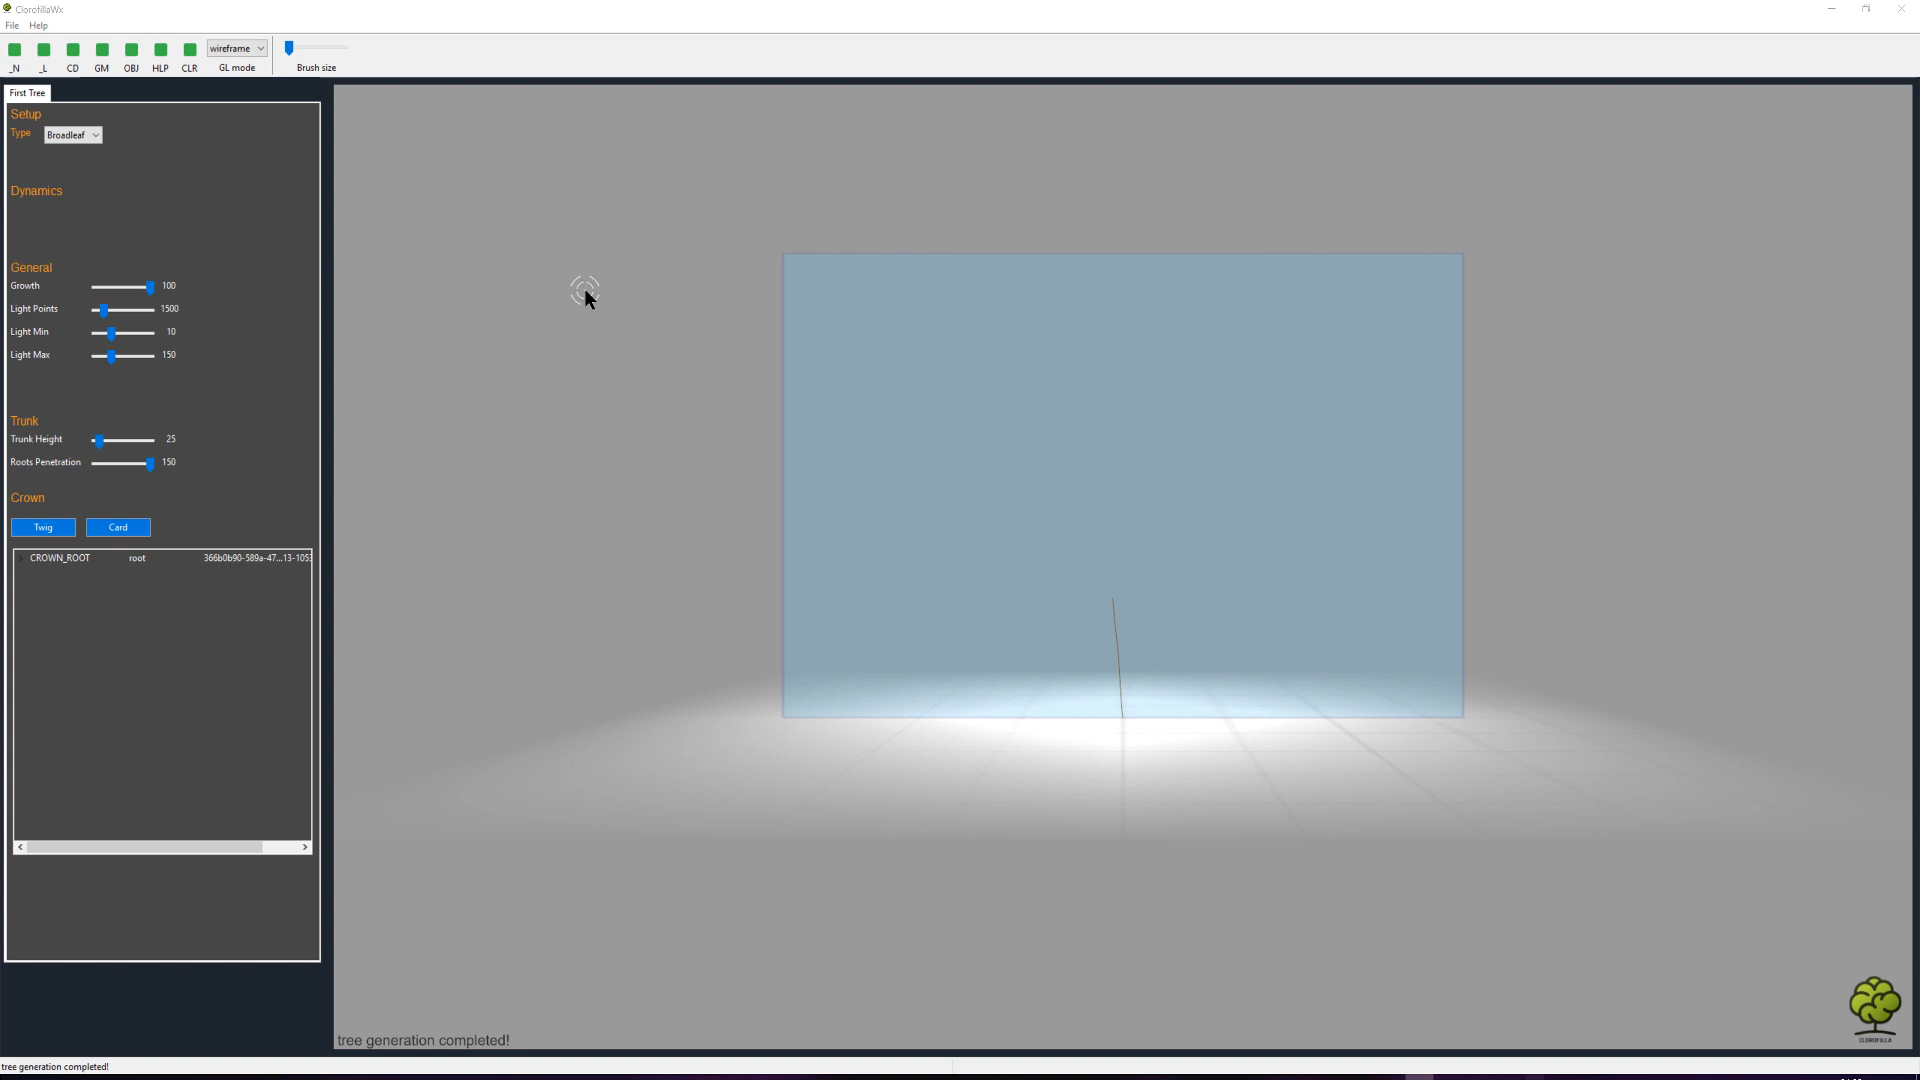 ClorofillaWx
File Help
wireframe
_N _L CD GM OBJ HLP CLR GL mode Brush size
First Tree
Setup
Type Broadleaf
Dynamics
General
Growth 100
Light Points 1500
Light Min 10
Light Max 150
Trunk
Trunk Height 25
Roots Penetration 150
Crown
Twig Card
CROWN_ROOT root 366b0b90-589a-47...13-1053
CLOROFILLA
tree generation completed!
tree generation completed!